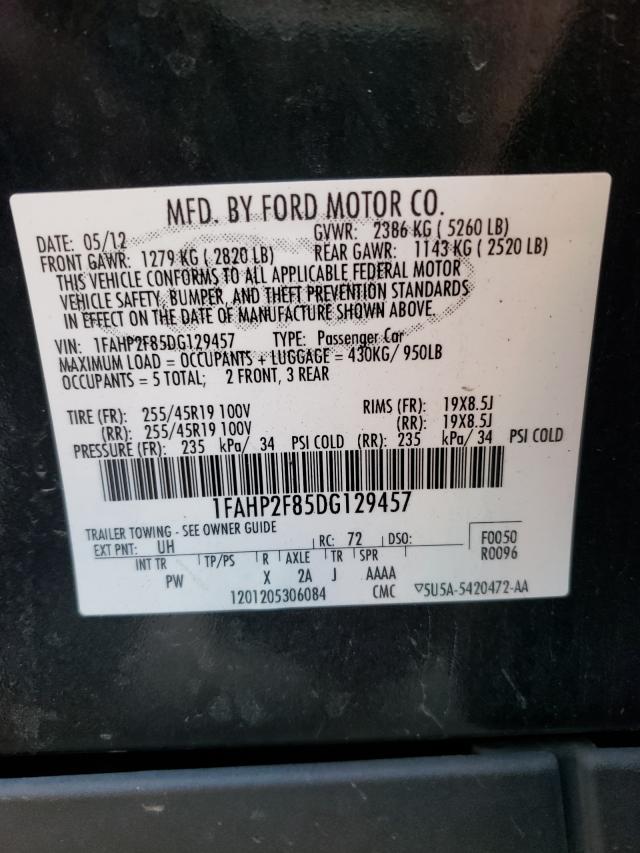 MFD. BY FORD MOTOR CO.
DATE: 05/12 GVWR: 2386 KG ( 5260 LB)
FRONT GAWR: 1279 KG ( 2820 LB) REAR GAWR: 1143 KG ( 2520 LB)
THIS VEHICLE CONFORMS TO ALL APPLICABLE FEDERAL MOTOR
VEHICLE SAFETY, BUMPER, AND THEFT PREVENTION STANDARDS
IN EFFECT ON THE DATE OF MANUFACTURE SHOWN ABOVE.
VIN: 1FAHP2F85DG129457 TYPE: Passenger Car
MAXIMUM LOAD = OCCUPANTS + LUGGAGE = 430KG/ 950LB
OCCUPANTS = 5 TOTAL; 2 FRONT, 3 REAR
TIRE (FR): 255/45R19 100V RIMS (FR): 19X8.5J
(RR): 255/45R19 100V (RR): 19X8.5J
PRESSURE (FR): 235 kPa/ 34 PSI COLD (RR): 235 kPa/ 34 PSI COLD
1FAHP2F85DG129457
TRAILER TOWING - SEE OWNER GUIDE
EXT PNT: UH RC: 72 DSO: F0050
R0096
INT TR TP/PS R AXLE TR SPR
PW X 2A J AAAA
1201205306084 CMC ▽5U5A-5420472-AA